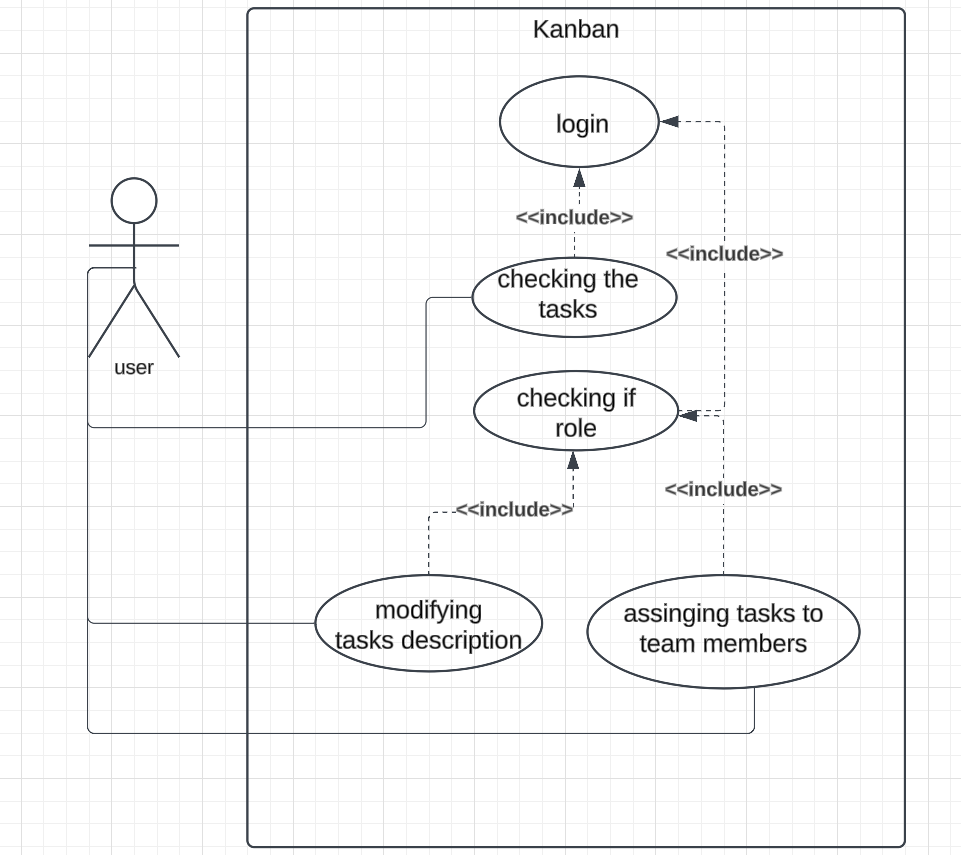 Kanban
login
<<include>>
<<include>>
checking the
tasks
user
checking if
role
<<include>>
<<include>>
modifying
tasks description
assinging tasks to
team members